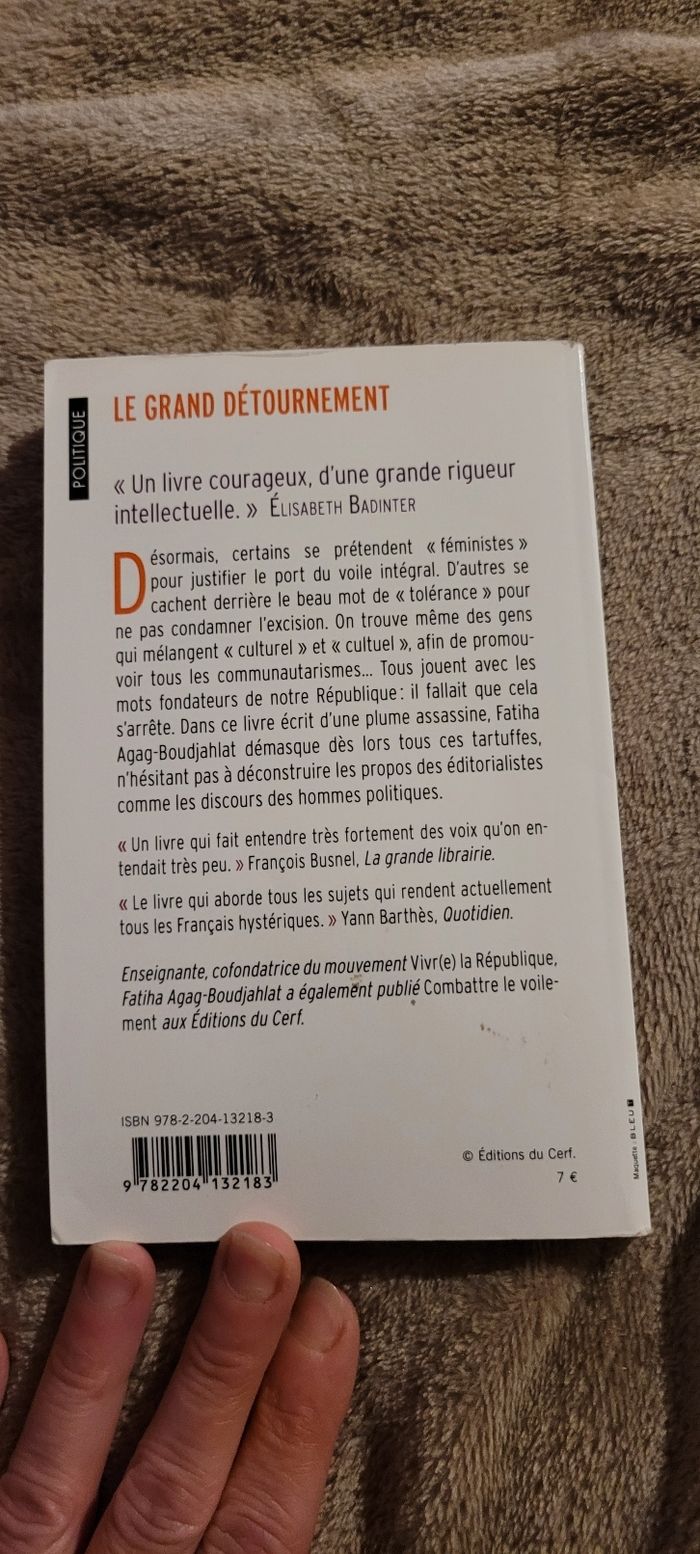 POLITIQUE
LE GRAND DÉTOURNEMENT
« Un livre courageux, d'une grande rigueur
intellectuelle. » ÉLISABETH BADINTER
Désormais, certains se prétendent « féministes »
pour justifier le port du voile intégral. D'autres se
cachent derrière le beau mot de « tolérance » pour
ne pas condamner l'excision. On trouve même des gens
qui mélangent « culturel » et « cultuel », afin de promou-
voir tous les communautarismes... Tous jouent avec les
mots fondateurs de notre République : il fallait que cela
s'arrête. Dans ce livre écrit d'une plume assassine, Fatiha
Agag-Boudjahlat démasque dès lors tous ces tartuffes,
n'hésitant pas à déconstruire les propos des éditorialistes
comme les discours des hommes politiques.
« Un livre qui fait entendre très fortement des voix qu'on en-
tendait très peu. » François Busnel, La grande librairie.
« Le livre qui aborde tous les sujets qui rendent actuellement
tous les Français hystériques. » Yann Barthès, Quotidien.
Enseignante, cofondatrice du mouvement Vivr(e) la République,
Fatiha Agag-Boudjahlat a également publié Combattre le voile-
ment aux Éditions du Cerf.
ISBN 978-2-204-13218-3
9 782204 132183
© Éditions du Cerf.
7 €
Maquette : BLEU T